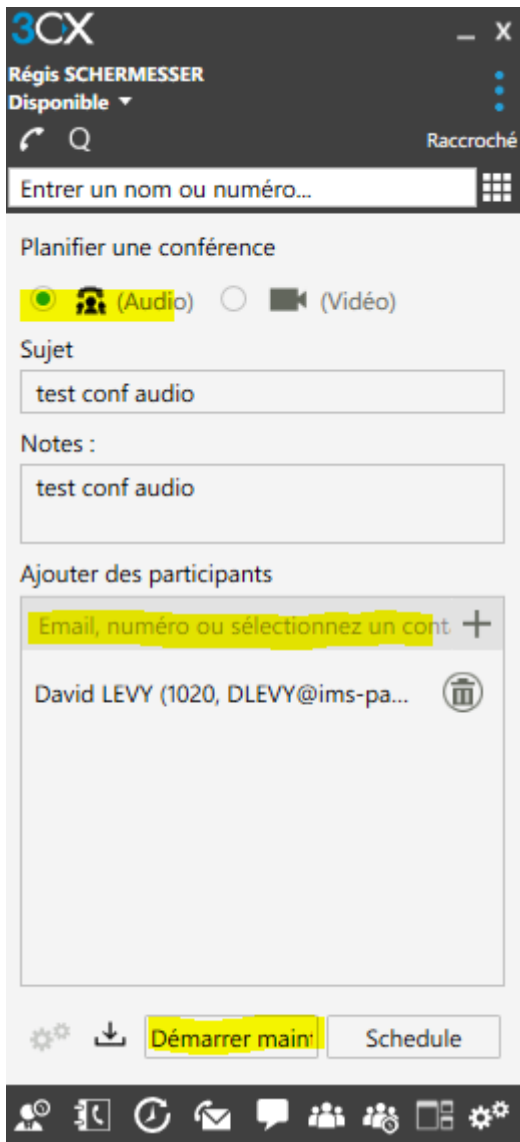 3CX
Régis SCHERMESSER
Disponible
Q
Raccroché
Entrer un nom ou numéro...
Planifier une conférence
(Audio) (Vidéo)
Sujet
test conf audio
Notes :
test conf audio
Ajouter des participants
Email, numéro ou sélectionnez un cont
David LEVY (1020, DLEVY@ims-pa...
Démarrer maint Schedule